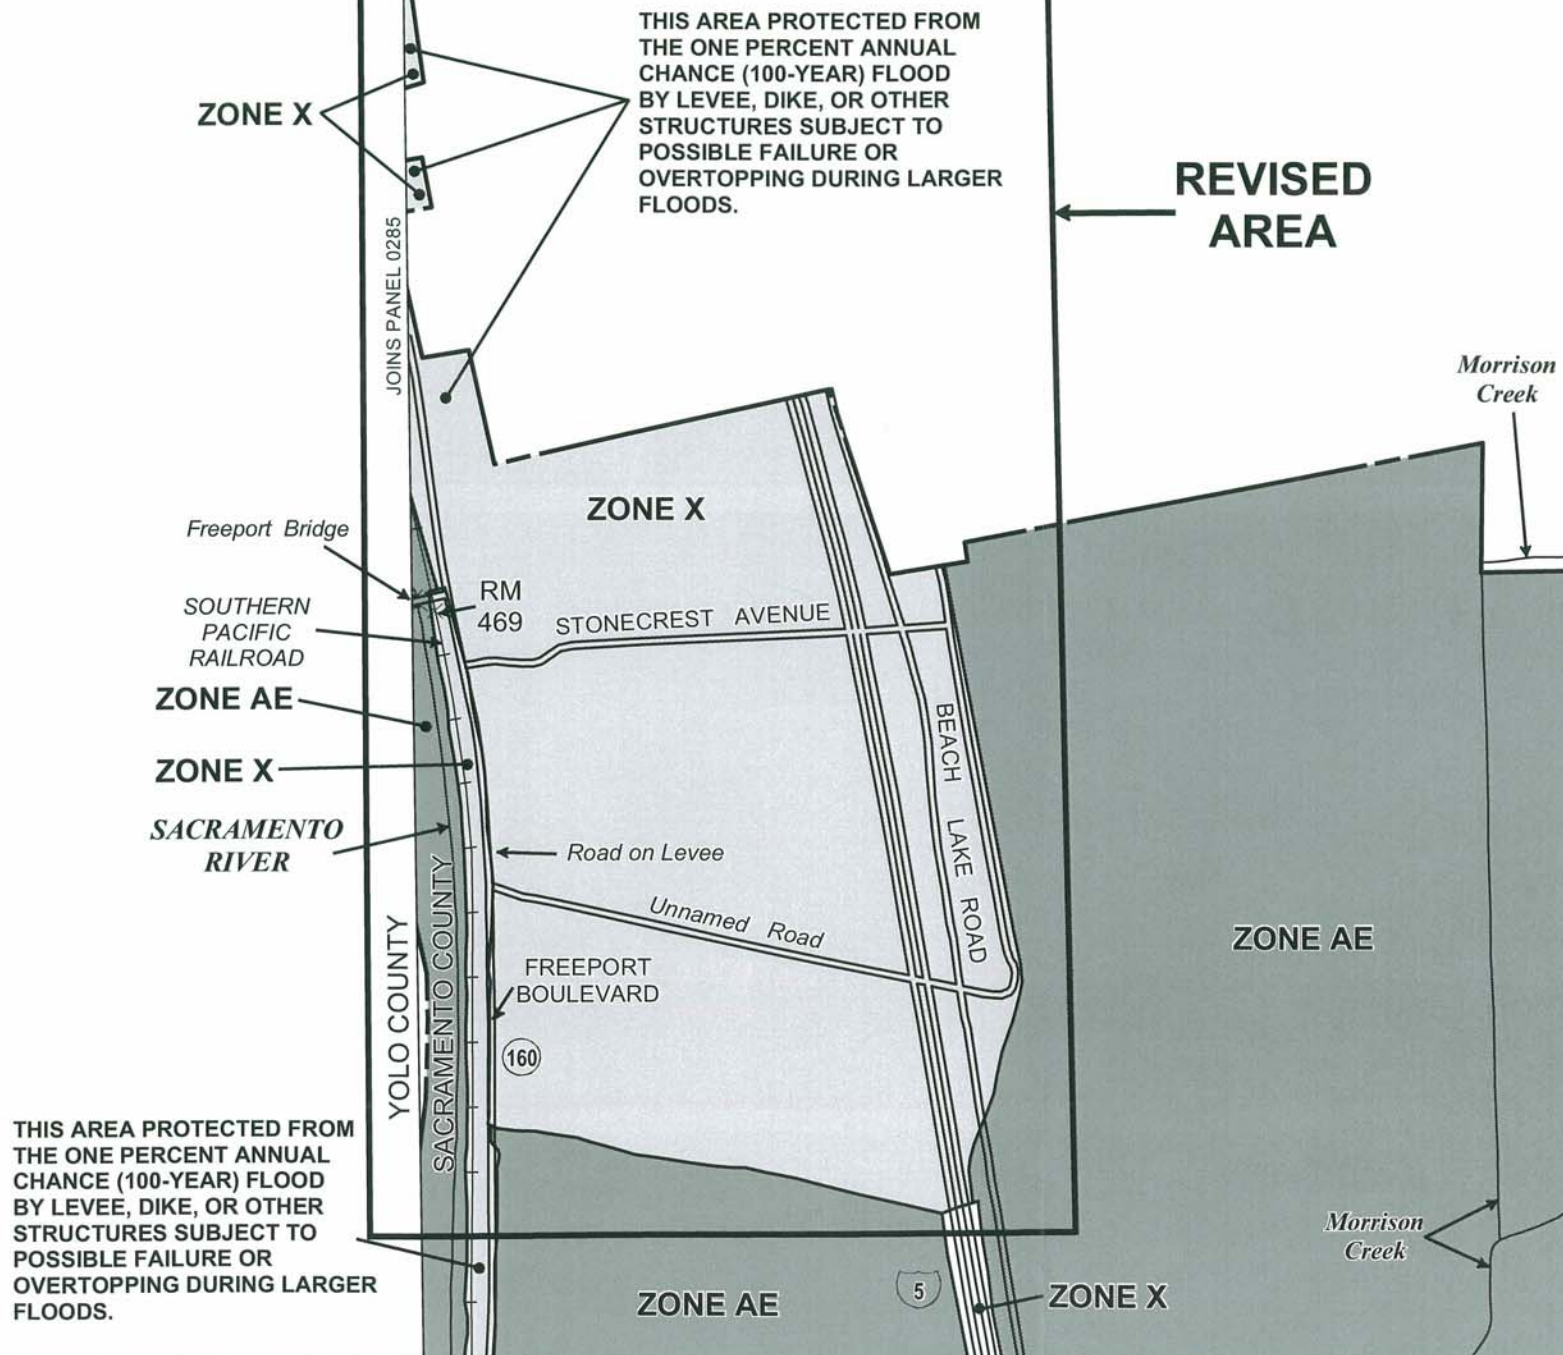 THIS AREA PROTECTED FROM
THE ONE PERCENT ANNUAL
CHANCE (100-YEAR) FLOOD
BY LEVEE, DIKE, OR OTHER
STRUCTURES SUBJECT TO
POSSIBLE FAILURE OR
OVERTOPPING DURING LARGER
FLOODS.
ZONE X
REVISED
AREA
JOINS PANEL 0285
Morrison
Creek
ZONE X
Freeport Bridge
RM
469
SOUTHERN
PACIFIC
RAILROAD
STONECREST AVENUE
ZONE AE
BEACH LAKE ROAD
ZONE X
SACRAMENTO
RIVER
Road on Levee
Unnamed Road
ZONE AE
YOLO COUNTY
SACRAMENTO COUNTY
FREEPORT
BOULEVARD
160
THIS AREA PROTECTED FROM
THE ONE PERCENT ANNUAL
CHANCE (100-YEAR) FLOOD
BY LEVEE, DIKE, OR OTHER
STRUCTURES SUBJECT TO
POSSIBLE FAILURE OR
OVERTOPPING DURING LARGER
FLOODS.
Morrison
Creek
ZONE AE
5
ZONE X